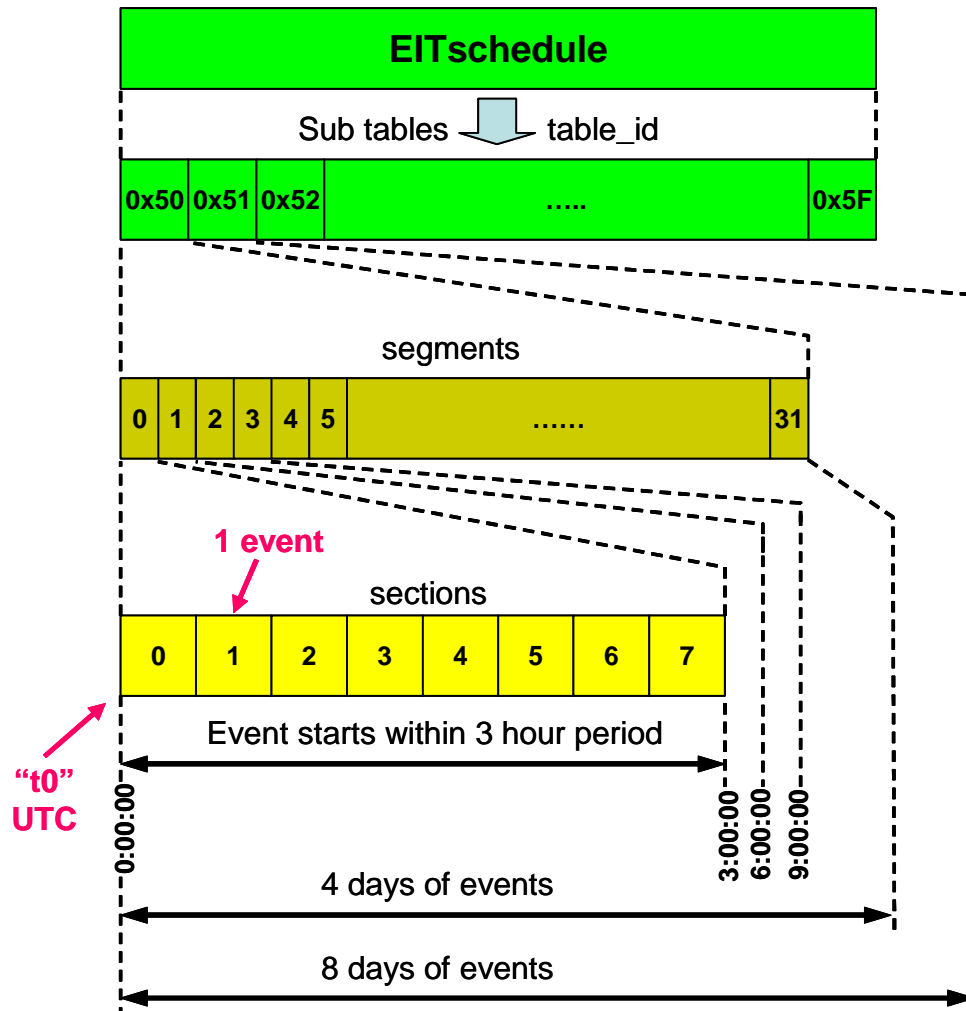 EITschedule
Sub tables table_id
0x50 0x51 0x52 ..... 0x5F
segments
0 1 2 3 4 5 ...... 31
1 event
sections
0 1 2 3 4 5 6 7
Event starts within 3 hour period
“t0”
UTC
0:00:00
3:00:00
6:00:00
9:00:00
4 days of events
8 days of events